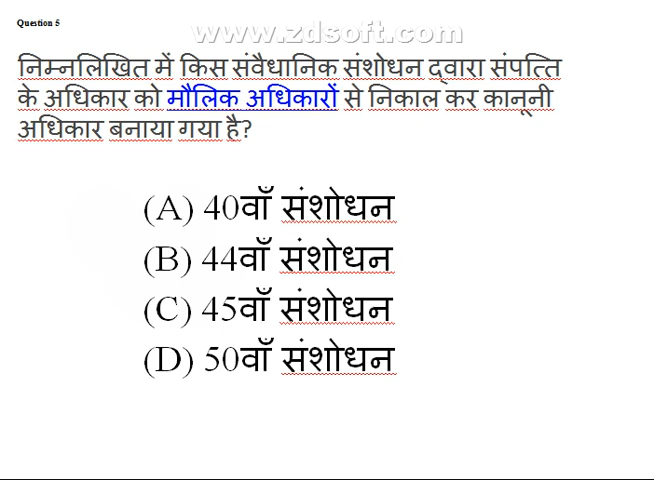 www.zdsoft.com
Question 5
निम्नलिखित में किस संवैधानिक संशोधन द्वारा संपत्ति
के अधिकार को मौलिक अधिकारों से निकाल कर कानूनी
अधिकार बनाया गया है?
(A) 40वाँ संशोधन
(B) 44वाँ संशोधन
(C) 45वाँ संशोधन
(D) 50वाँ संशोधन